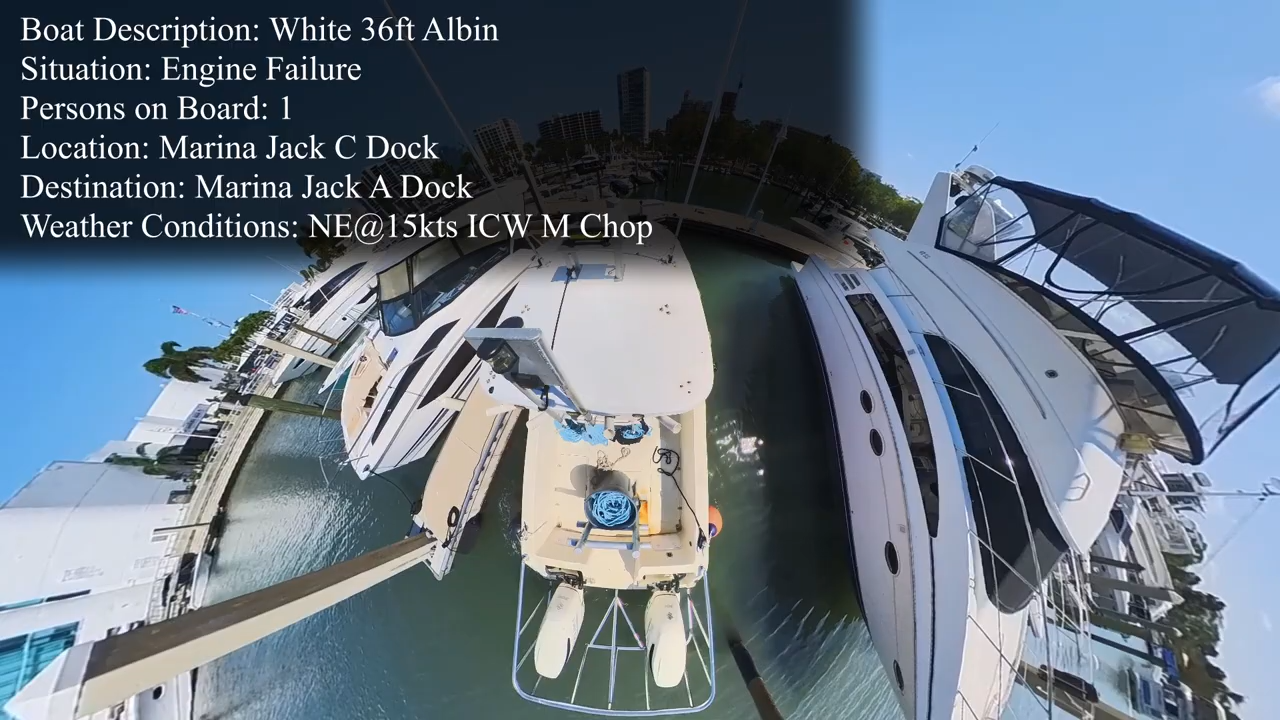 Boat Description: White 36ft Albin
Situation: Engine Failure
Persons on Board: 1
Location: Marina Jack C Dock
Destination: Marina Jack A Dock
Weather Conditions: NE@15kts ICW M Chop